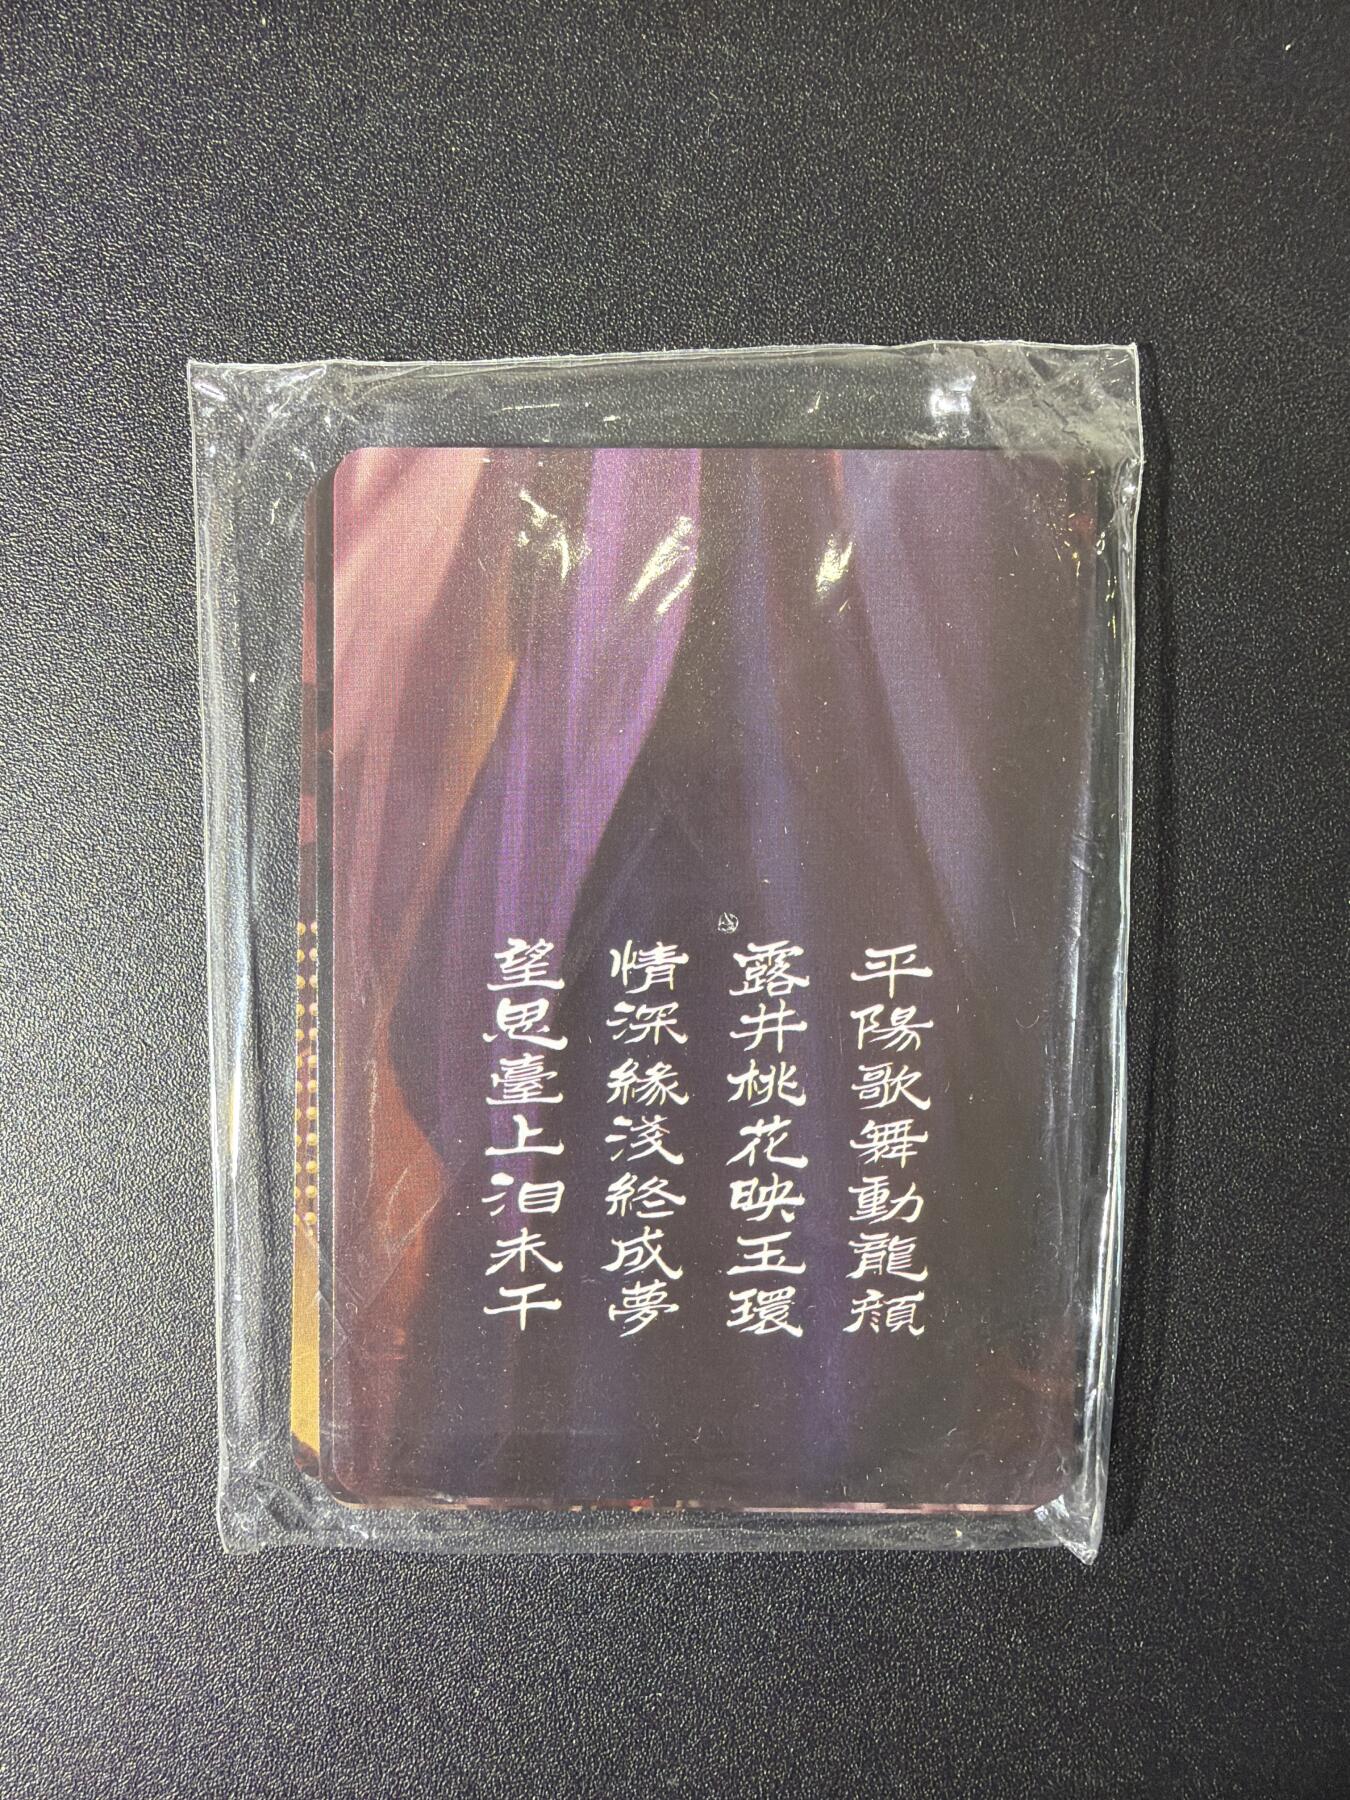 平陽歌舞動龍顔
露井桃花映玉環
情深緣淺終成夢
望思臺上泪未干